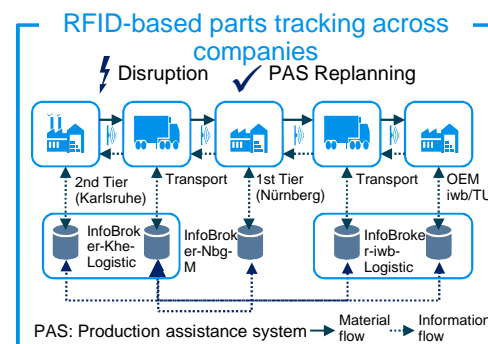 RFID-based parts tracking across
companies
Disruption
PAS Replanning
2nd Tier
(Karlsruhe)
Transport
1st Tier
(Nürnberg)
Transport
OEM
iwb/TU
InfoBrok
er-Khe-
Logistic
InfoBrok
er-Nbg-
M
InfoBroke
r-iwb-
Logistic
PAS: Production assistance system
Material
flow
Information
flow